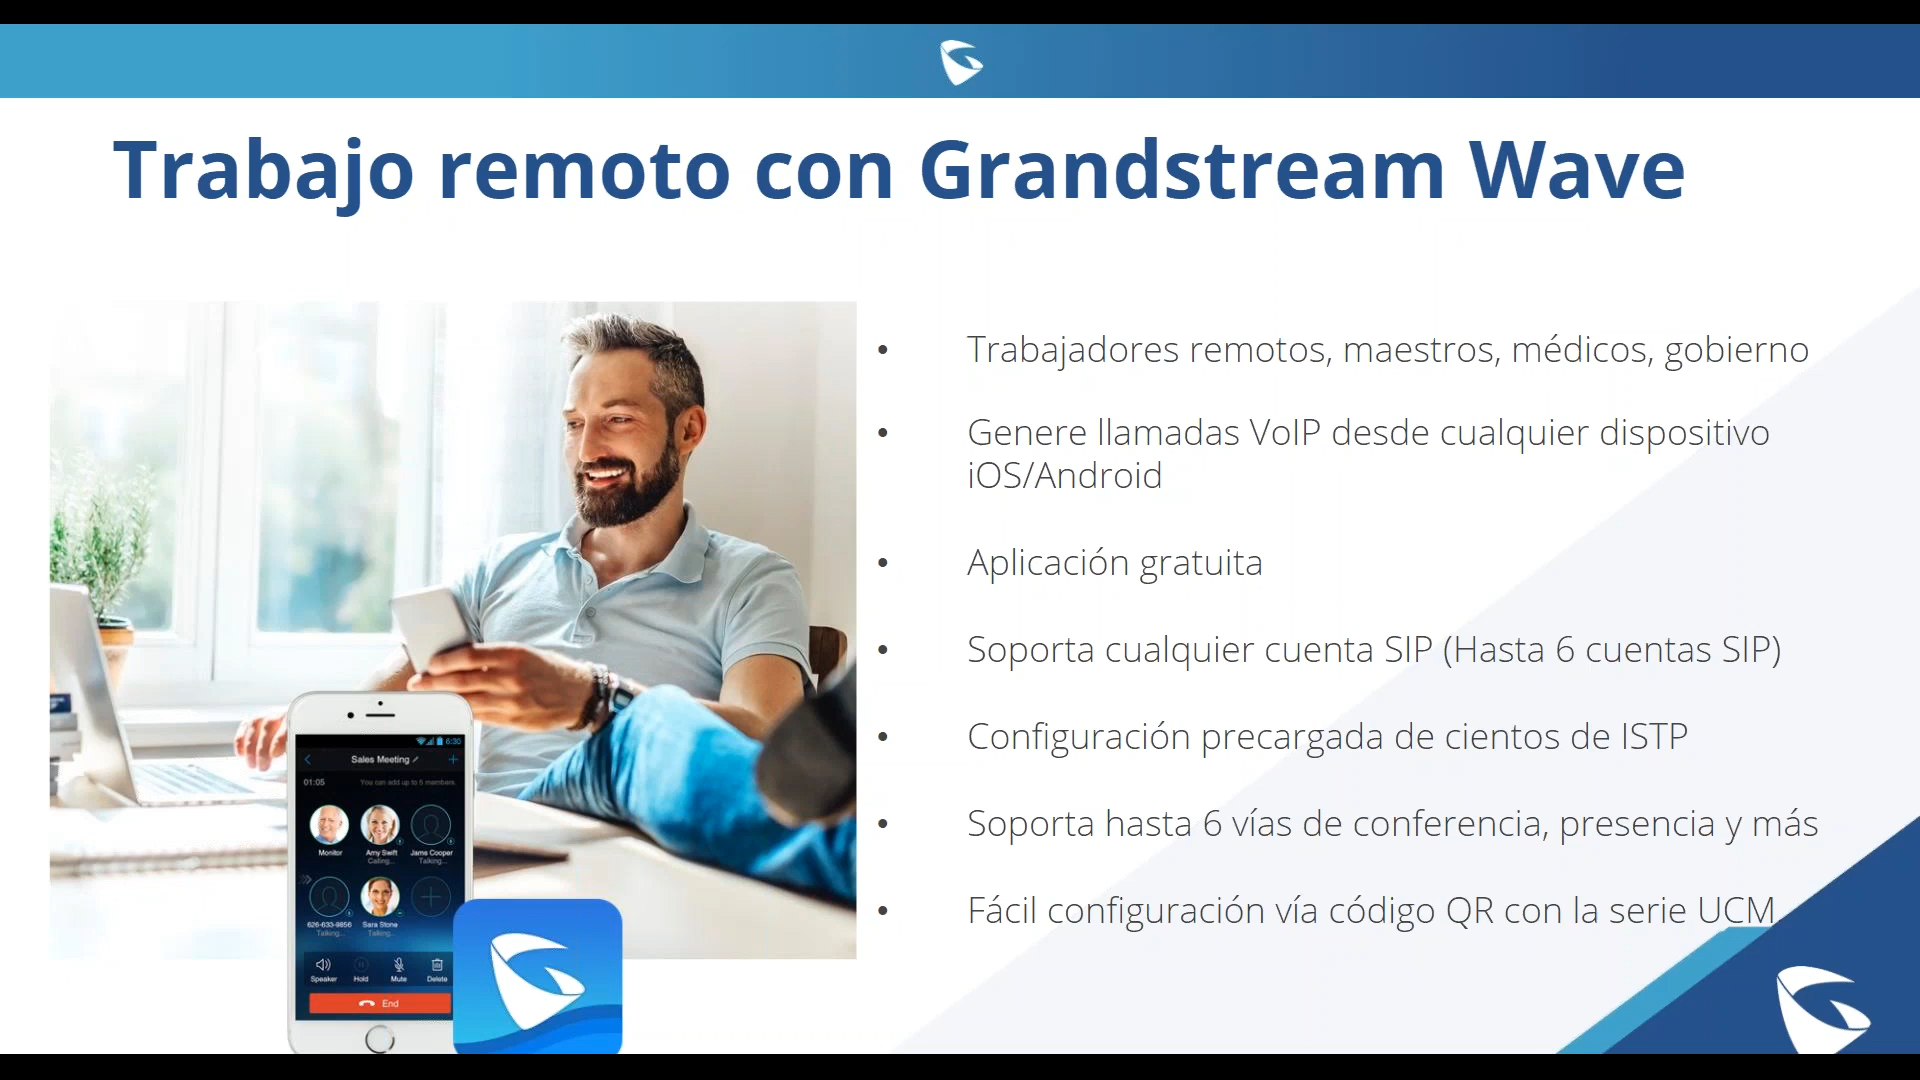 Trabajo remoto con Grandstream Wave
• Trabajadores remotos, maestros, médicos, gobierno
• Genere llamadas VoIP desde cualquier dispositivo
iOS/Android
• Aplicación gratuita
• Soporta cualquier cuenta SIP (Hasta 6 cuentas SIP)
• Configuración precargada de cientos de ISTP
• Soporta hasta 6 vías de conferencia, presencia y más
• Fácil configuración vía código QR con la serie UCM.
6:30
Sales Meeting
01:05 You can add up to 5 members.
Monitor Amy Swift Jams Cooper
Calling... Talking...
626-633-9856 Sara Stone
Talking... Talking...
Speaker Hold Mute Delete
End